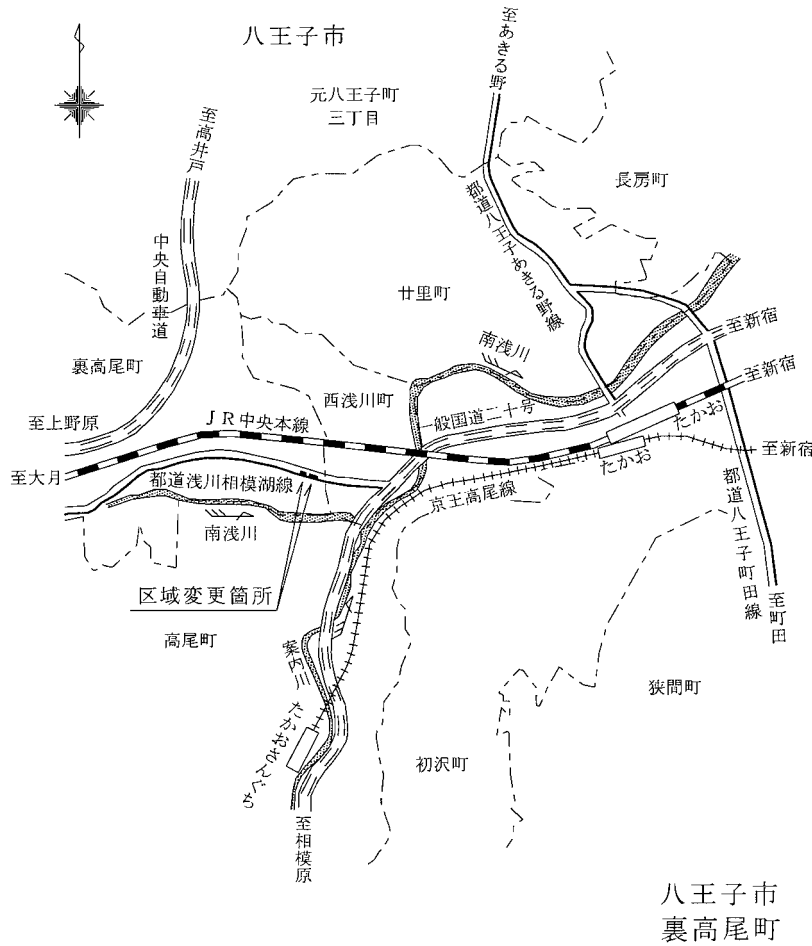 八王子市
至あきる野
元八王子町
三丁目
至高井戸
長房町
都道八王子あきる野線
中央自動車道
廿里町
至新宿
南浅川
裏高尾町
西浅川町
至新宿
一般国道二十号
至上野原
JR中央本線
たかお
至大月
都道浅川相模湖線
たかお
至新宿
京王高尾線
南浅川
都道八王子町田線
区域変更箇所
至町田
高尾町
案内川
狭間町
たかおさんぐち
初沢町
至相模原
八王子市
裏高尾町